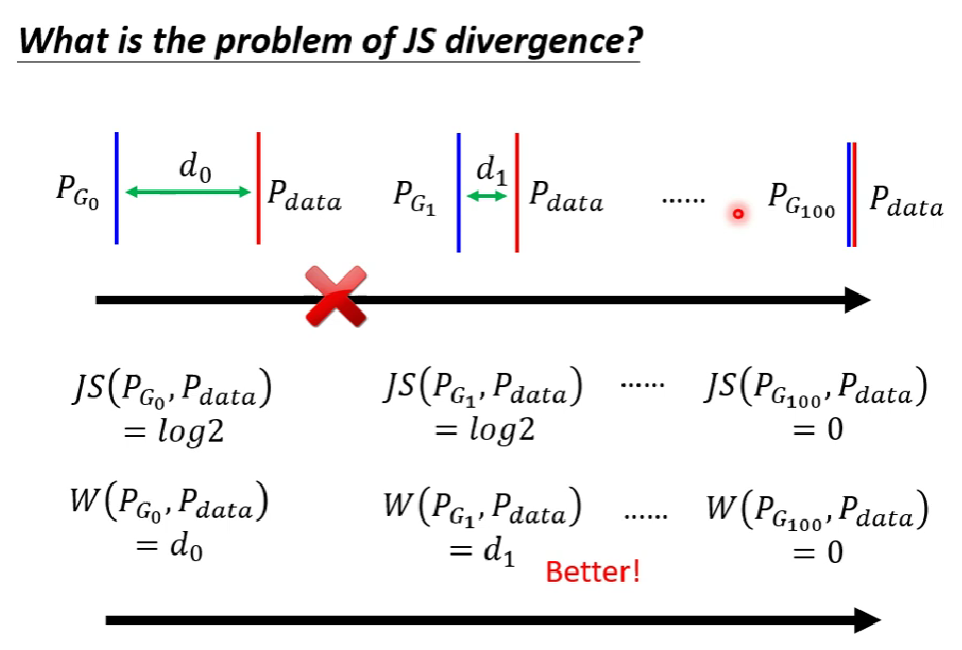 What is the problem of JS divergence?
P_{G_0} d_0 P_{data} P_{G_1} d_1 P_{data} ...... P_{G_{100}} P_{data}
JS(P_{G_0}, P_{data}) JS(P_{G_1}, P_{data}) ...... JS(P_{G_{100}}, P_{data})
= log2 = log2 = 0
W(P_{G_0}, P_{data}) W(P_{G_1}, P_{data}) ...... W(P_{G_{100}}, P_{data})
= d_0 = d_1 = 0
Better!